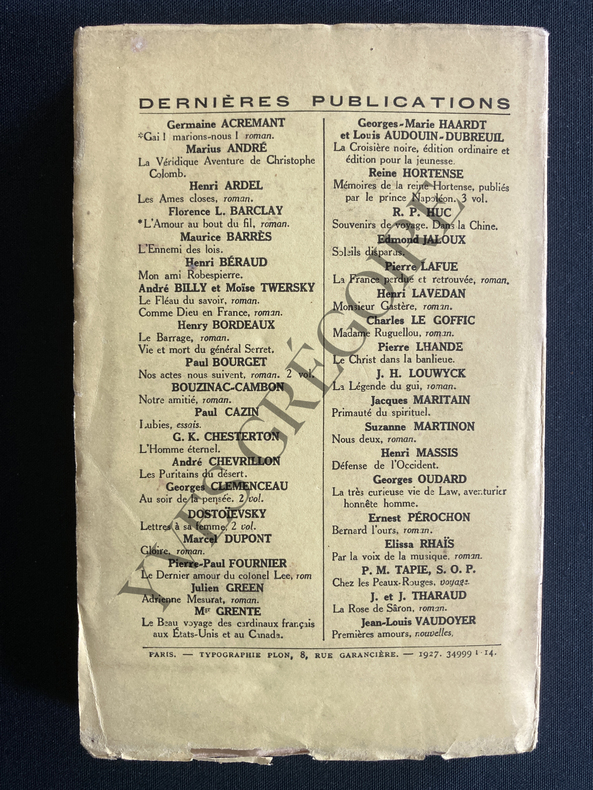 DERNIÈRES PUBLICATIONS
Germaine ACREMANT
*Gai ! marions-nous ! roman.
Marius ANDRÉ
La Véridique Aventure de Christophe
Colomb.
Henri ARDEL
Les Ames closes, roman.
Florence L. BARCLAY
*L'Amour au bout du fil, roman.
Maurice BARRÈS
L'Ennemi des lois.
Henri BÉRAUD
Mon ami Robespierre.
André BILLY et Moïse TWERSKY
Le Fléau du savoir, roman.
Comme Dieu en France, roman.
Henry BORDEAUX
Le Barrage, roman.
Vie et mort du général Serret.
Paul BOURGET
Nos actes nous suivent, roman. 2 vol.
BOUZINAC-CAMBON
Notre amitié, roman.
Paul CAZIN
Lubies, essais.
G. K. CHESTERTON
L'Homme éternel.
André CHEVRILLON
Les Puritains du désert.
Georges CLEMENCEAU
Au soir de la pensée. 2 vol.
DOSTOÏEVSKY
Lettres à sa femme. 2 vol.
Marcel DUPONT
Gloire, roman.
Pierre-Paul FOURNIER
Le Dernier amour du colonel Lee, rom
Julien GREEN
Adrienne Mesurat, roman.
Mgr GRENTE
Le Beau voyage des cardinaux français
aux États-Unis et au Canada.
Georges-Marie HAARDT
et Louis AUDOUIN-DUBREUIL
La Croisière noire, édition ordinaire et
édition pour la jeunesse.
Reine HORTENSE
Mémoires de la reine Hortense, publiés
par le prince Napoléon. 3 vol.
R. P. HUC
Souvenirs de voyage. Dans la Chine.
Edmond JALOUX
Soleils disparus.
Pierre LAFUE
La France perdue et retrouvée, roman.
Henri LAVEDAN
Monsieur Gastère, roman.
Charles LE GOFFIC
Madame Ruguellou, roman.
Pierre LHANDE
Le Christ dans la banlieue.
J. H. LOUWYCK
La Légende du gui, roman.
Jacques MARITAIN
Primauté du spirituel.
Suzanne MARTINON
Nous deux, roman.
Henri MASSIS
Défense de l'Occident.
Georges OUDARD
La très curieuse vie de Law, aventurier
honnête homme.
Ernest PÉROCHON
Bernard l'ours, roman.
Elissa RHAÏS
Par la voix de la musique, roman.
P. M. TAPIE, S. O. P.
Chez les Peaux-Rouges, voyage.
J. et J. THARAUD
La Rose de Sâron, roman.
Jean-Louis VAUDOYER
Premières amours, nouvelles.
PARIS. — TYPOGRAPHIE PLON, 8, RUE GARANCIÈRE. — 1927. 34999 I-14.
YVES GRÉGOIRE